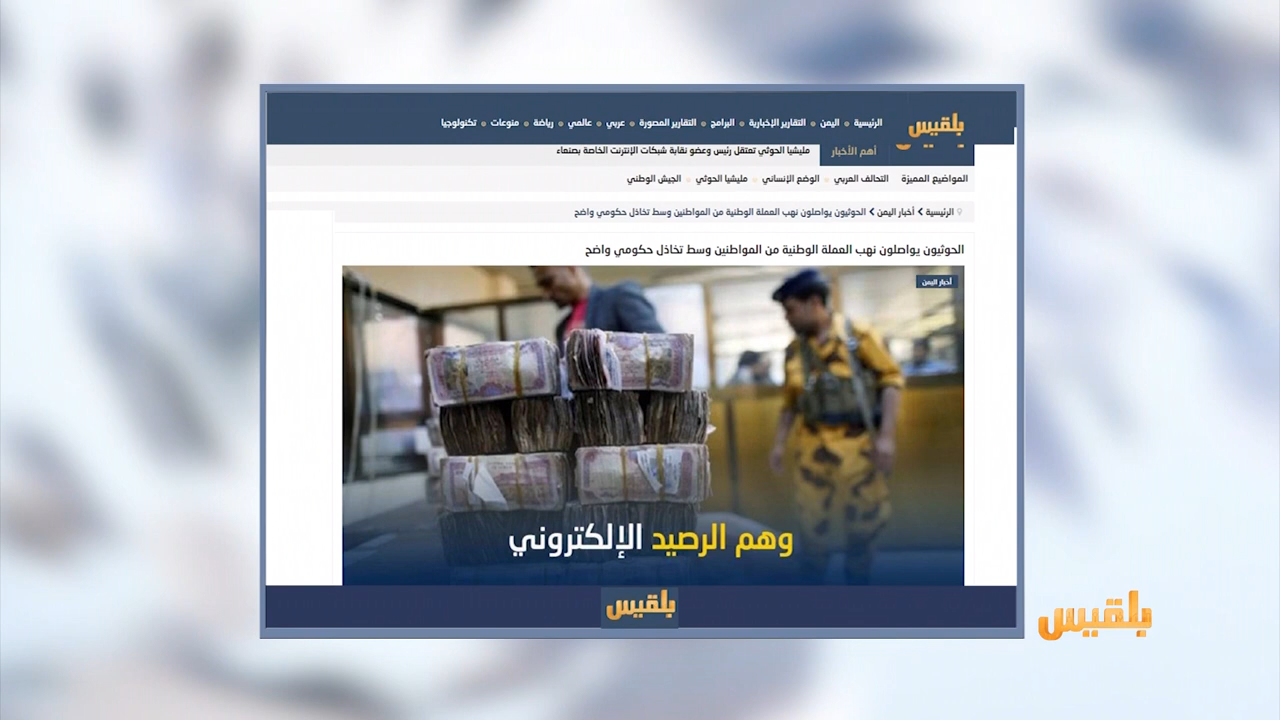 بلقيس
الرئيسية • اليمن • التقارير الإخبارية • البرامج • التقارير المصورة • عربي • عالمي • رياضة • منوعات • تكنولوجيا
أهم الأخبار مليشيا الحوثي تعتقل رئيس وعضو نقابة شبكات الإنترنت الخاصة بصنعاء
المواضيع المميزة التحالف العربي • الوضع الإنساني • مليشيا الحوثي • الجيش الوطني
الرئيسية > أخبار اليمن > الحوثيون يواصلون نهب العملة الوطنية من المواطنين وسط تخاذل حكومي واضح
الحوثيون يواصلون نهب العملة الوطنية من المواطنين وسط تخاذل حكومي واضح
أخبار اليمن
وهم الرصيد الإلكتروني
بلقيس
بلقيس